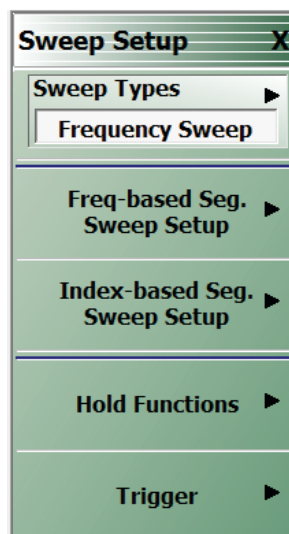 Sweep Setup X
Sweep Types
Frequency Sweep
Freq-based Seg.
Sweep Setup
Index-based Seg.
Sweep Setup
Hold Functions
Trigger